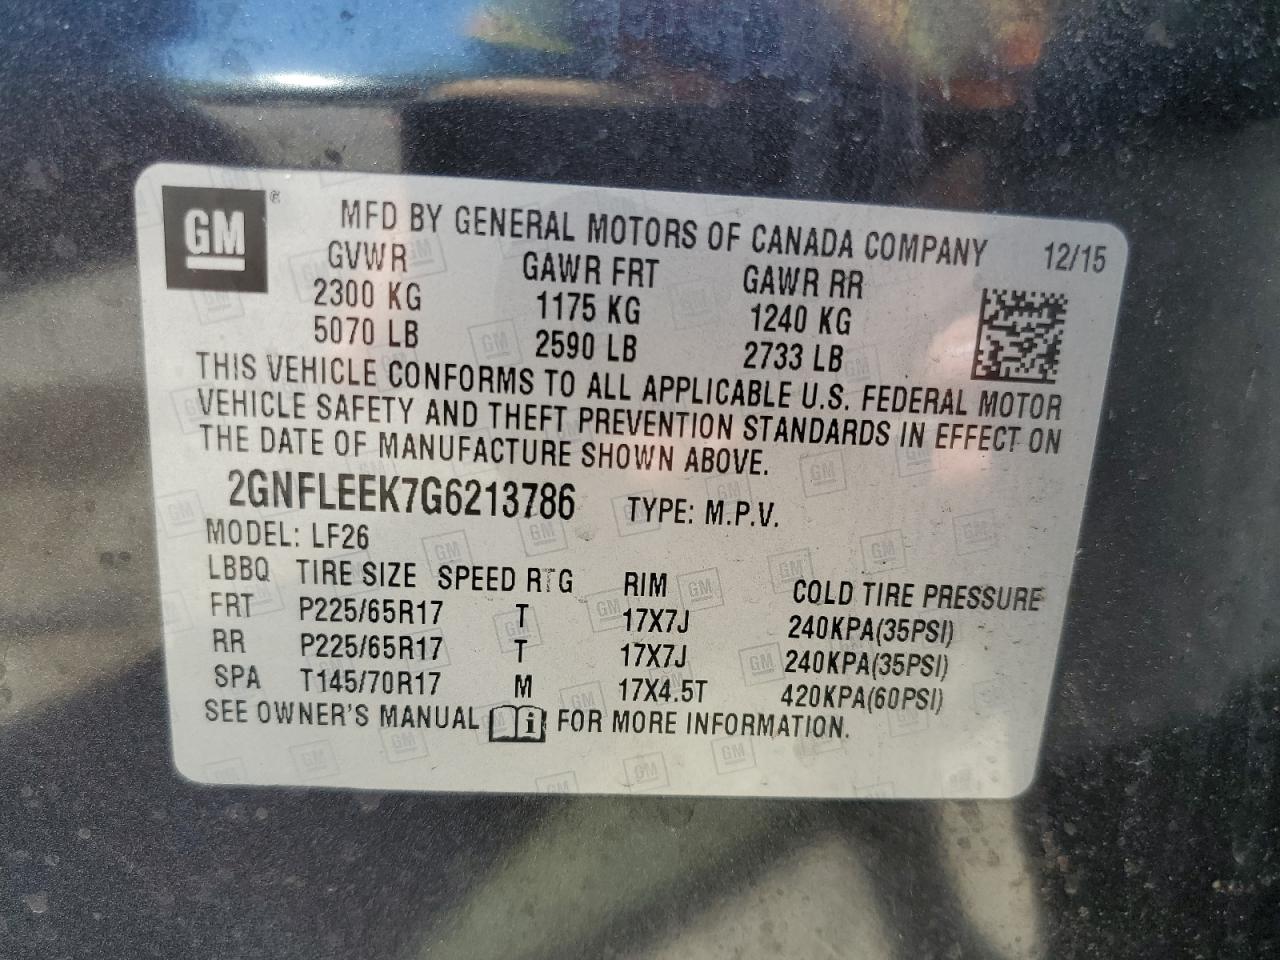 GM ® MFD BY GENERAL MOTORS OF CANADA COMPANY 12/15
GVWR GAWR FRT GAWR RR
2300 KG 1175 KG 1240 KG
5070 LB 2590 LB 2733 LB
THIS VEHICLE CONFORMS TO ALL APPLICABLE U.S. FEDERAL MOTOR
VEHICLE SAFETY AND THEFT PREVENTION STANDARDS IN EFFECT ON
THE DATE OF MANUFACTURE SHOWN ABOVE.
2GNFLEEK7G6213786 TYPE: M.P.V.
MODEL: LF26
LBBQ TIRE SIZE SPEED RTG RIM COLD TIRE PRESSURE
FRT P225/65R17 T 17X7J 240KPA(35PSI)
RR P225/65R17 T 17X7J 240KPA(35PSI)
SPA T145/70R17 M 17X4.5T 420KPA(60PSI)
SEE OWNER'S MANUAL i FOR MORE INFORMATION.